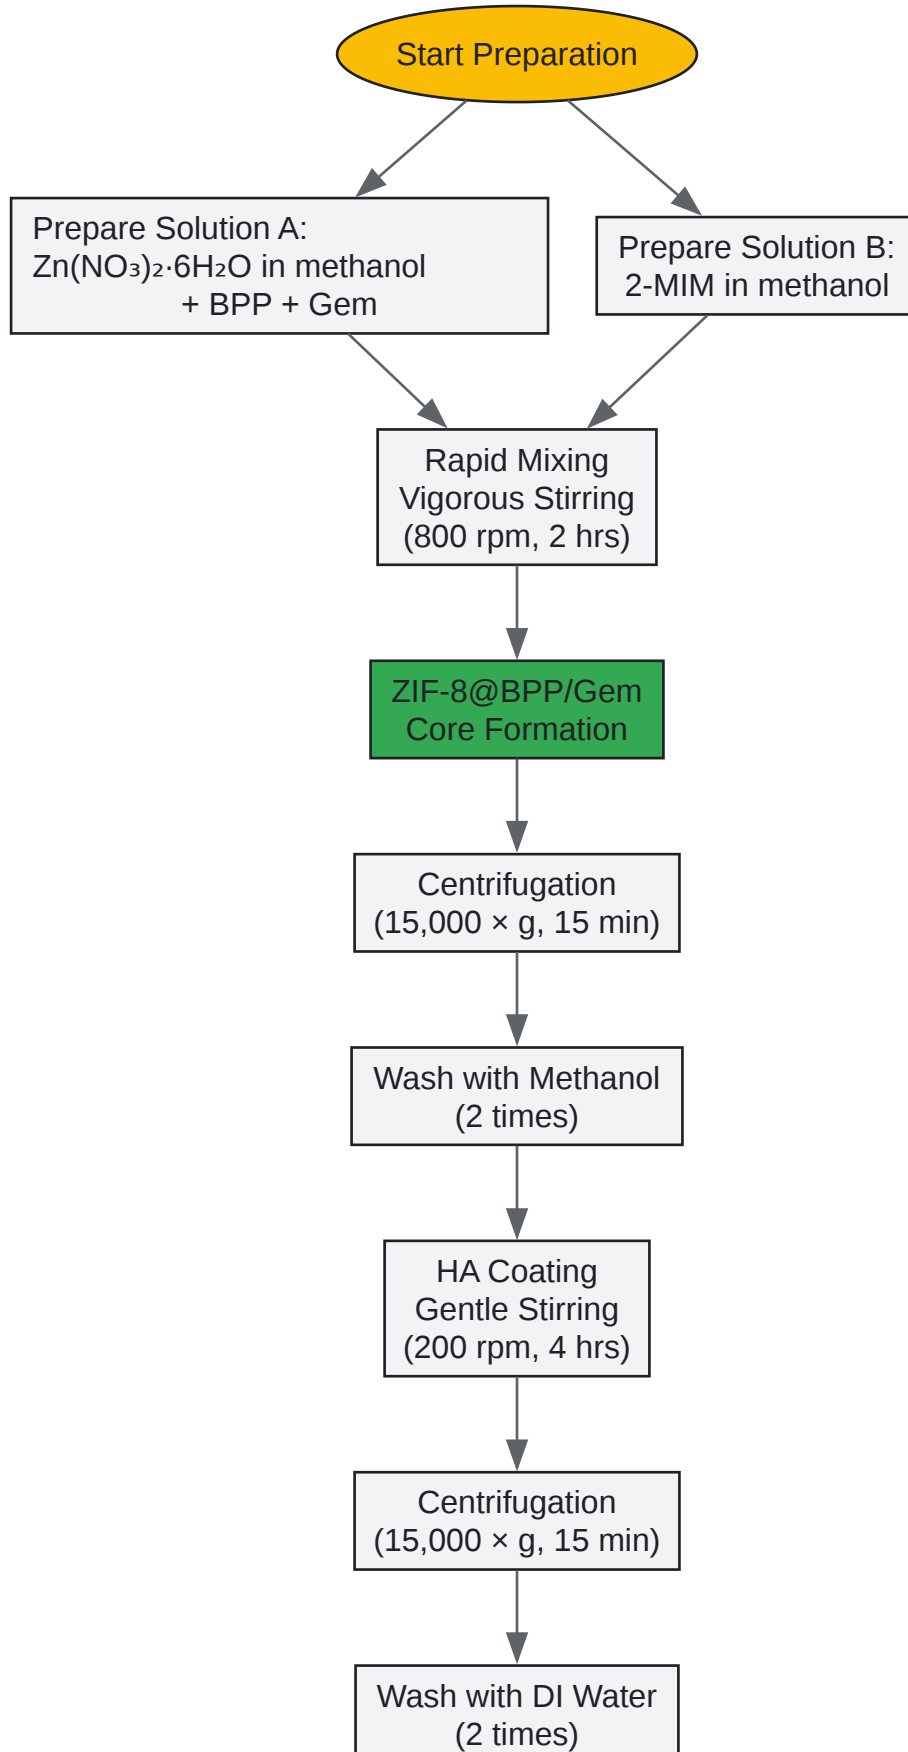 Start Preparation
Prepare Solution A:
Zn(NO₃)₂·6H₂O in methanol
+ BPP + Gem
Prepare Solution B:
2-MIM in methanol
Rapid Mixing
Vigorous Stirring
(800 rpm, 2 hrs)
ZIF-8@BPP/Gem
Core Formation
Centrifugation
(15,000 × g, 15 min)
Wash with Methanol
(2 times)
HA Coating
Gentle Stirring
(200 rpm, 4 hrs)
Centrifugation
(15,000 × g, 15 min)
Wash with DI Water
(2 times)